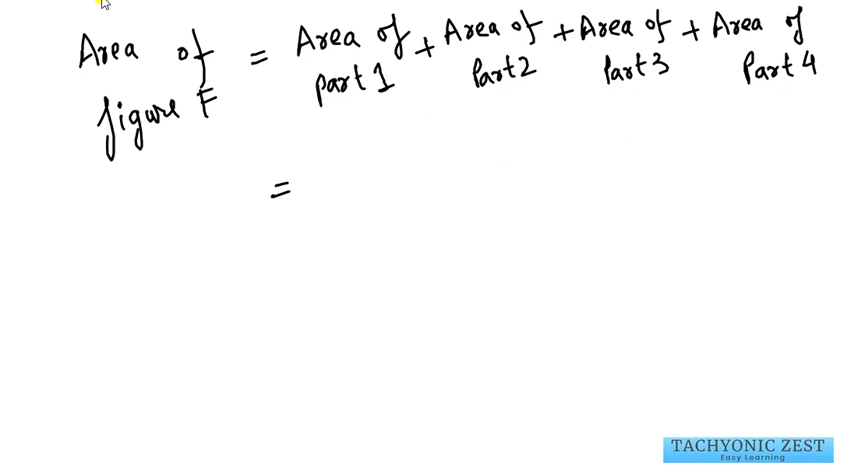 Area of = Area of + Area of + Area of + Area of
figure F part 1 Part 2 Part 3 Part 4
=
TACHYONIC ZEST
Easy Learning